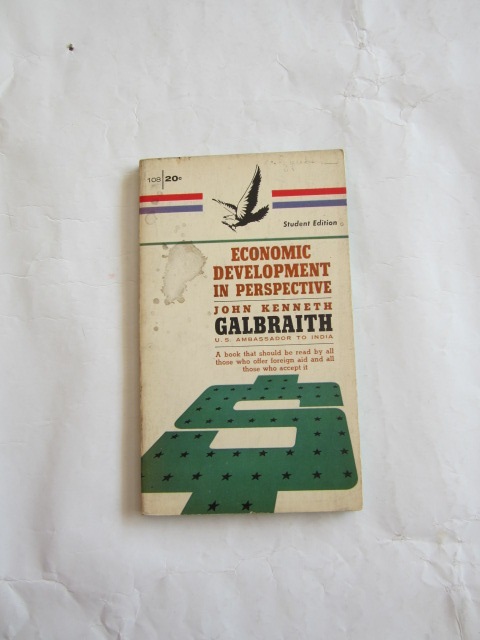 108 20¢
Student Edition
ECONOMIC
DEVELOPMENT
IN PERSPECTIVE
JOHN KENNETH
GALBRAITH
U.S. AMBASSADOR TO INDIA
A book that should be read by all
those who offer foreign aid and all
those who accept it